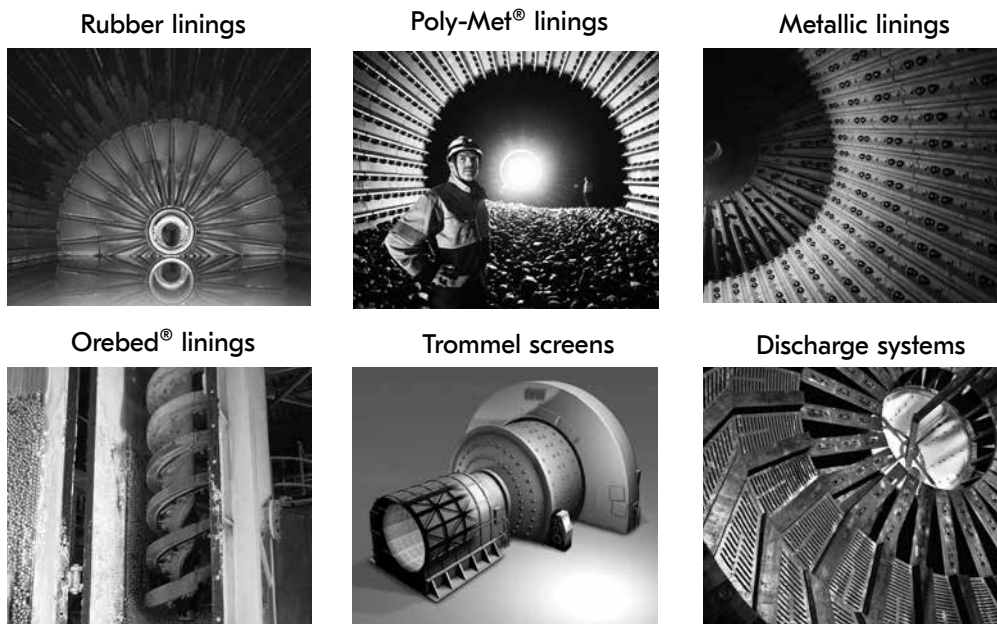 Rubber linings
Poly-Met® linings
Metallic linings
Orebed® linings
Trommel screens
Discharge systems